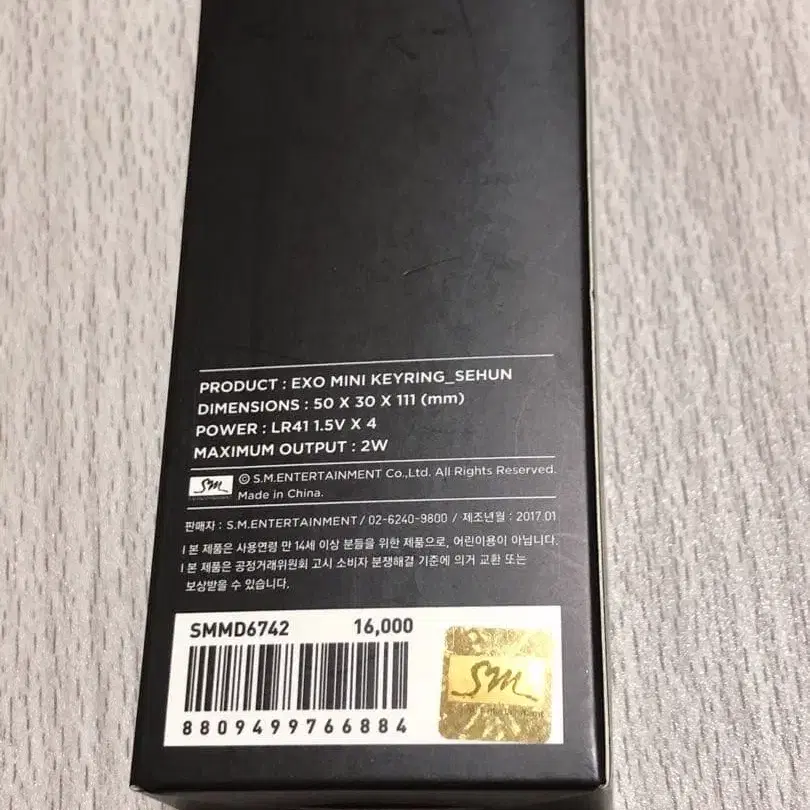 PRODUCT : EXO MINI KEYRING_SEHUN
DIMENSIONS : 50 X 30 X 111 (mm)
POWER : LR41 1.5V X 4
MAXIMUM OUTPUT : 2W
SM © S.M.ENTERTAINMENT Co.,Ltd. All Rights Reserved.
Made in China.
판매자 : S.M.ENTERTAINMENT / 02-6240-9800 / 제조년월 : 2017.01
I 본 제품은 사용연령 만 14세 이상 분들을 위한 제품으로, 어린이용이 아닙니다.
I 본 제품은 공정거래위원회 고시 소비자 분쟁해결 기준에 의거 교환 또는
보상받을 수 있습니다.
SMMD6742 16,000
8809499766884
SM